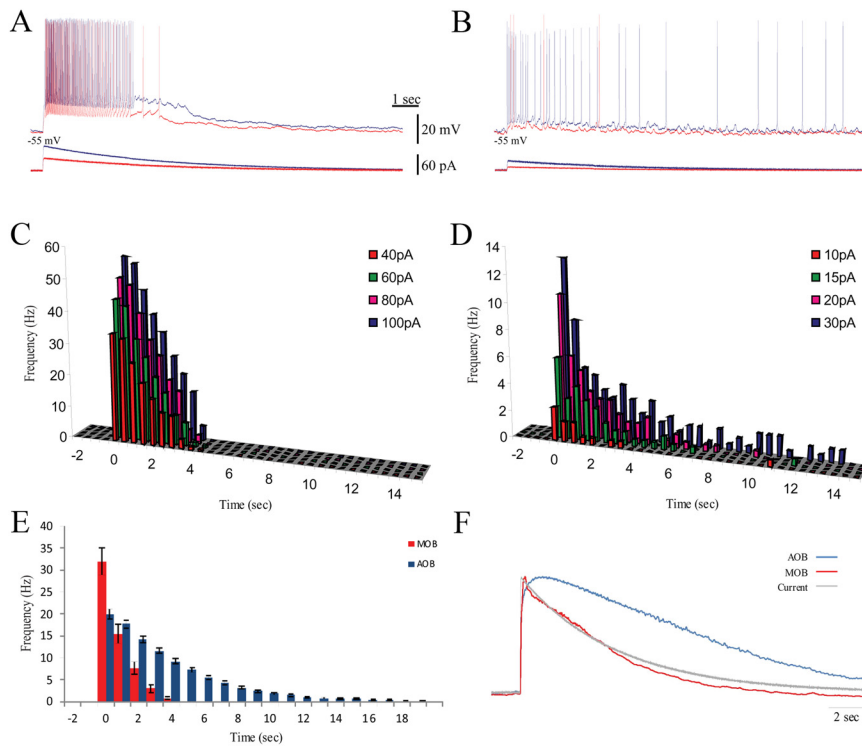 A
B
1 sec
-55 mV
20 mV
-55 mV
60 pA
C
D
60
50
40
30
20
10
0
Frequency (Hz)
40pA
60pA
80pA
100pA
-2 0 2 4 6 8 10 12 14
Time (sec)
14
12
10
8
6
4
2
0
Frequency (Hz)
10pA
15pA
20pA
30pA
-2 0 2 4 6 8 10 12 14
Time (sec)
E
F
40
35
30
25
20
15
10
5
0
Frequency (Hz)
MOB
AOB
-2 0 2 4 6 8 10 12 14 16 18
Time (sec)
AOB
MOB
Current
2 sec